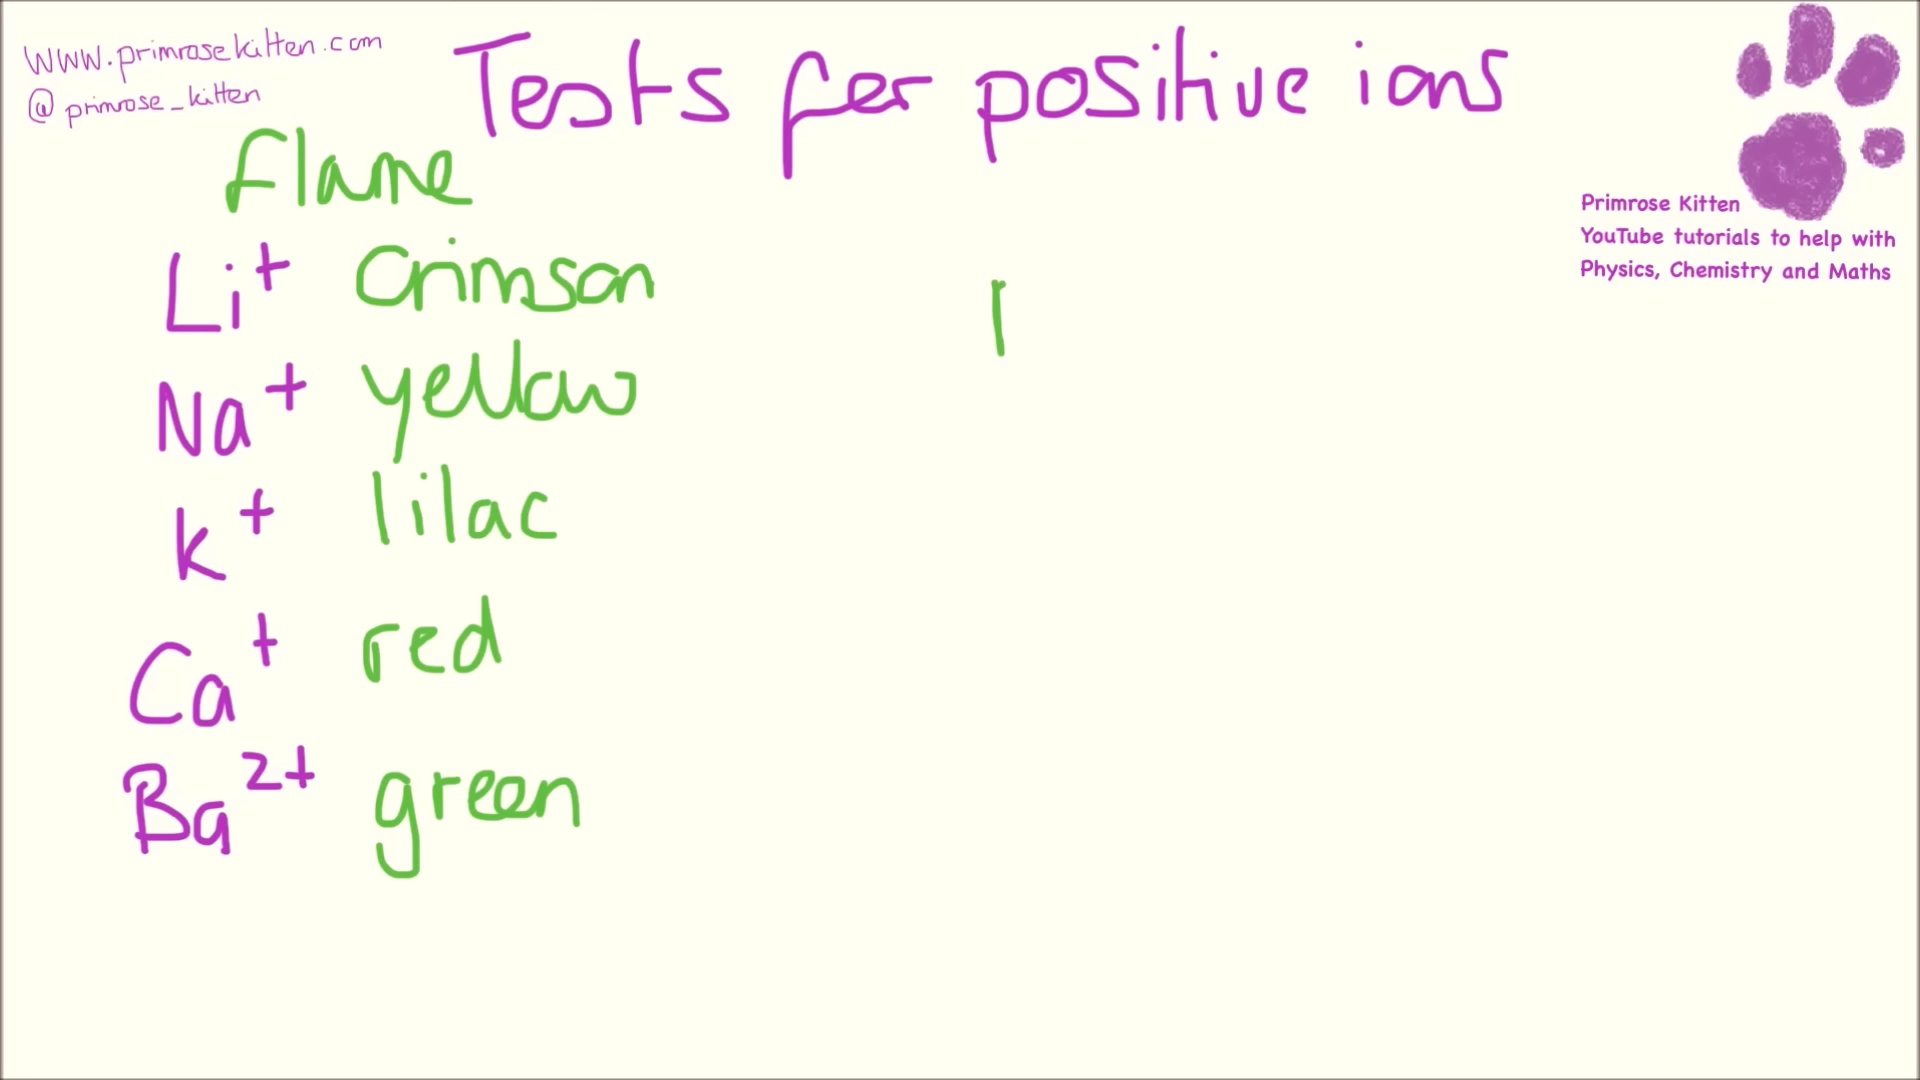 www.primrosekitten.com
@primrose_kitten
Tests for positive ions
Primrose Kitten
YouTube tutorials to help with
Physics, Chemistry and Maths
flame
Li+ Crimson
Na+ yellow
K+ lilac
Ca+ red
Ba2+ green